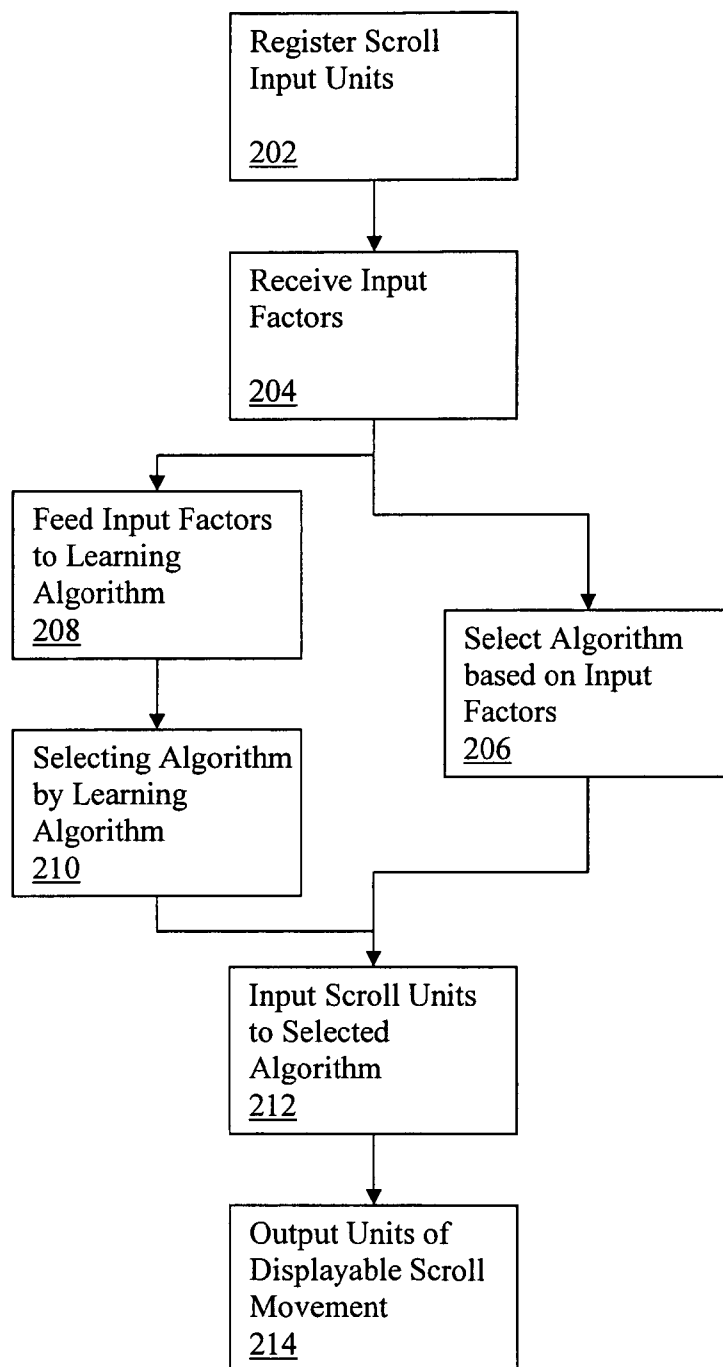 Register Scroll
Input Units
202
Receive Input
Factors
204
Feed Input Factors
to Learning
Algorithm
208
Select Algorithm
based on Input
Factors
206
Selecting Algorithm
by Learning
Algorithm
210
Input Scroll Units
to Selected
Algorithm
212
Output Units of
Displayable Scroll
Movement
214